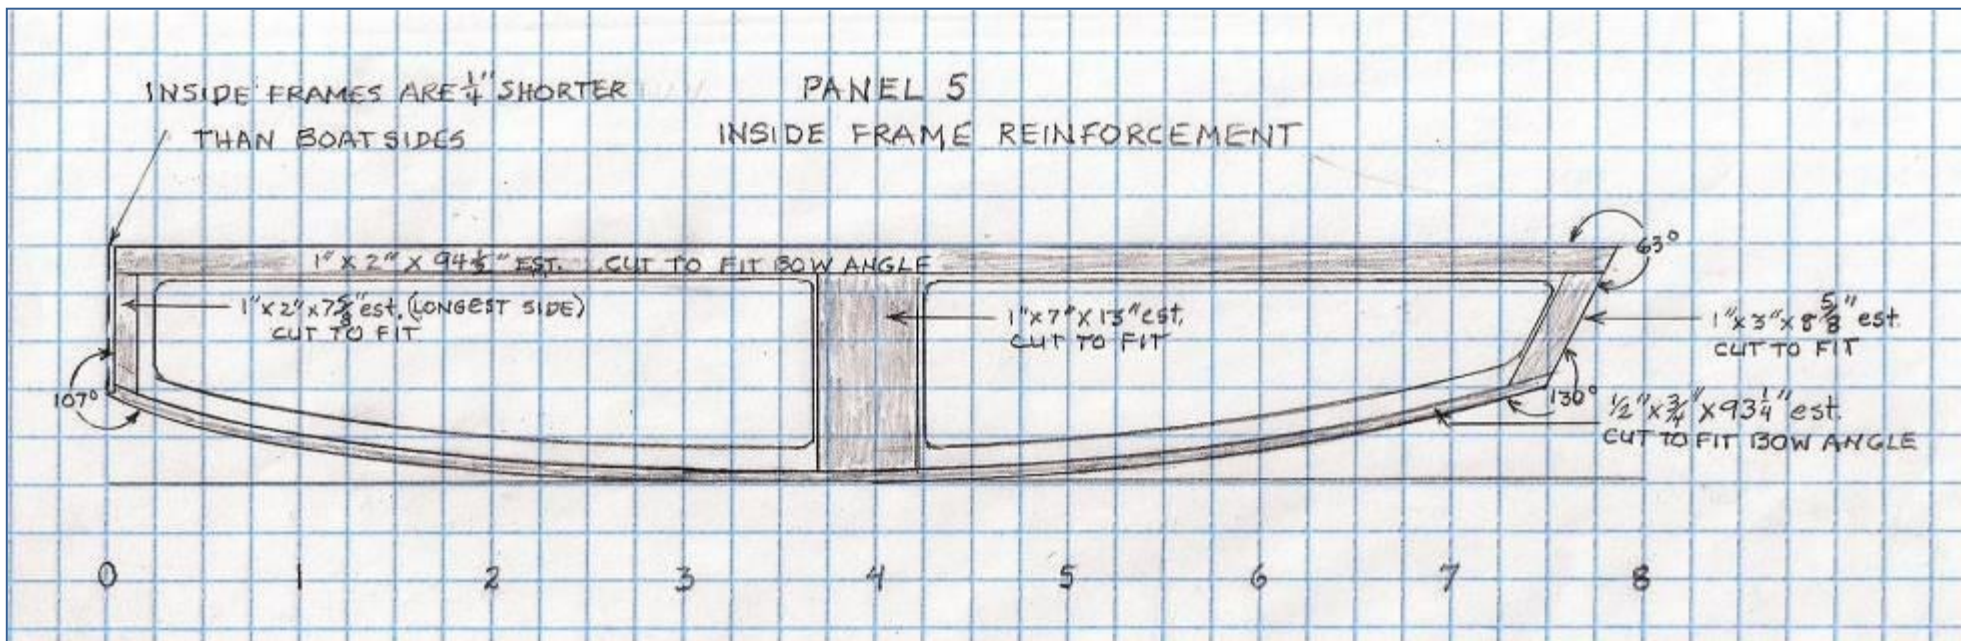 INSIDE FRAMES ARE 1/4" SHORTER
THAN BOAT SIDES
PANEL 5
INSIDE FRAME REINFORCEMENT
63°
1" X 2" X 94 1/2" EST. CUT TO FIT BOW ANGLE
1" X 2" X 7 5/8" est. (LONGEST SIDE)
CUT TO FIT
1" X 7" X 13" est.
CUT TO FIT
1" X 3" X 8 5/8" est.
CUT TO FIT
107°
130°
1/2" X 3/4" X 93 1/4" est.
CUT TO FIT BOW ANGLE
0 1 2 3 4 5 6 7 8